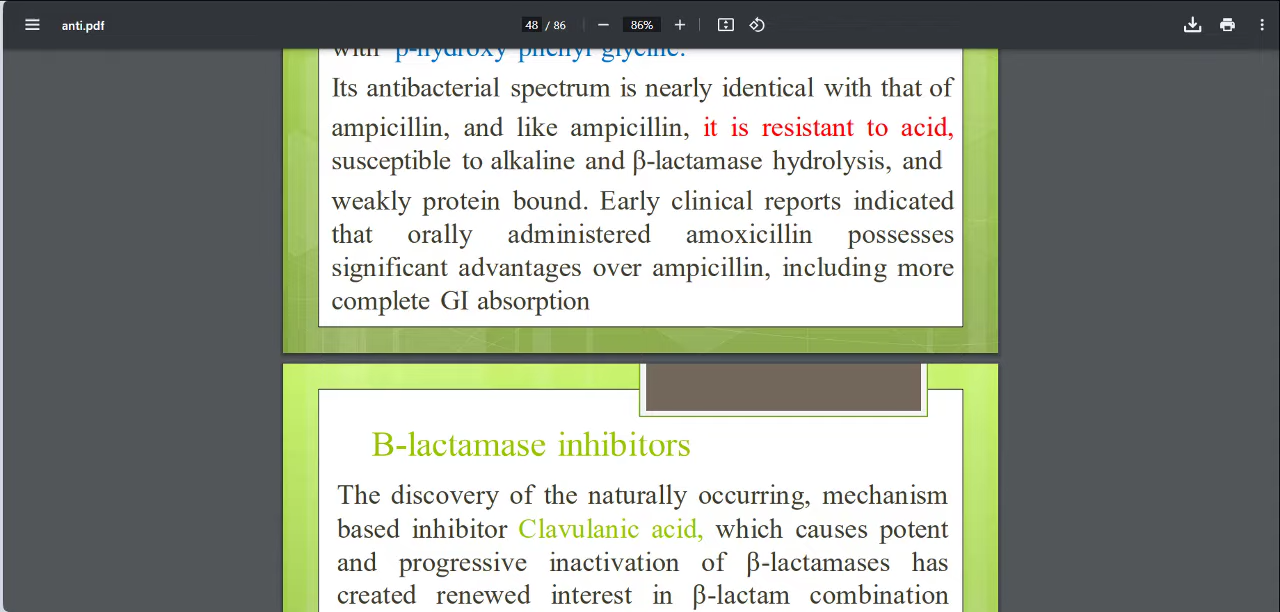 anti.pdf
48 / 86
86%
with p-hydroxy phenyl glycine.
Its antibacterial spectrum is nearly identical with that of
ampicillin, and like ampicillin, it is resistant to acid,
susceptible to alkaline and β-lactamase hydrolysis, and
weakly protein bound. Early clinical reports indicated
that orally administered amoxicillin possesses
significant advantages over ampicillin, including more
complete GI absorption
B-lactamase inhibitors
The discovery of the naturally occurring, mechanism
based inhibitor Clavulanic acid, which causes potent
and progressive inactivation of β-lactamases has
created renewed interest in β-lactam combination